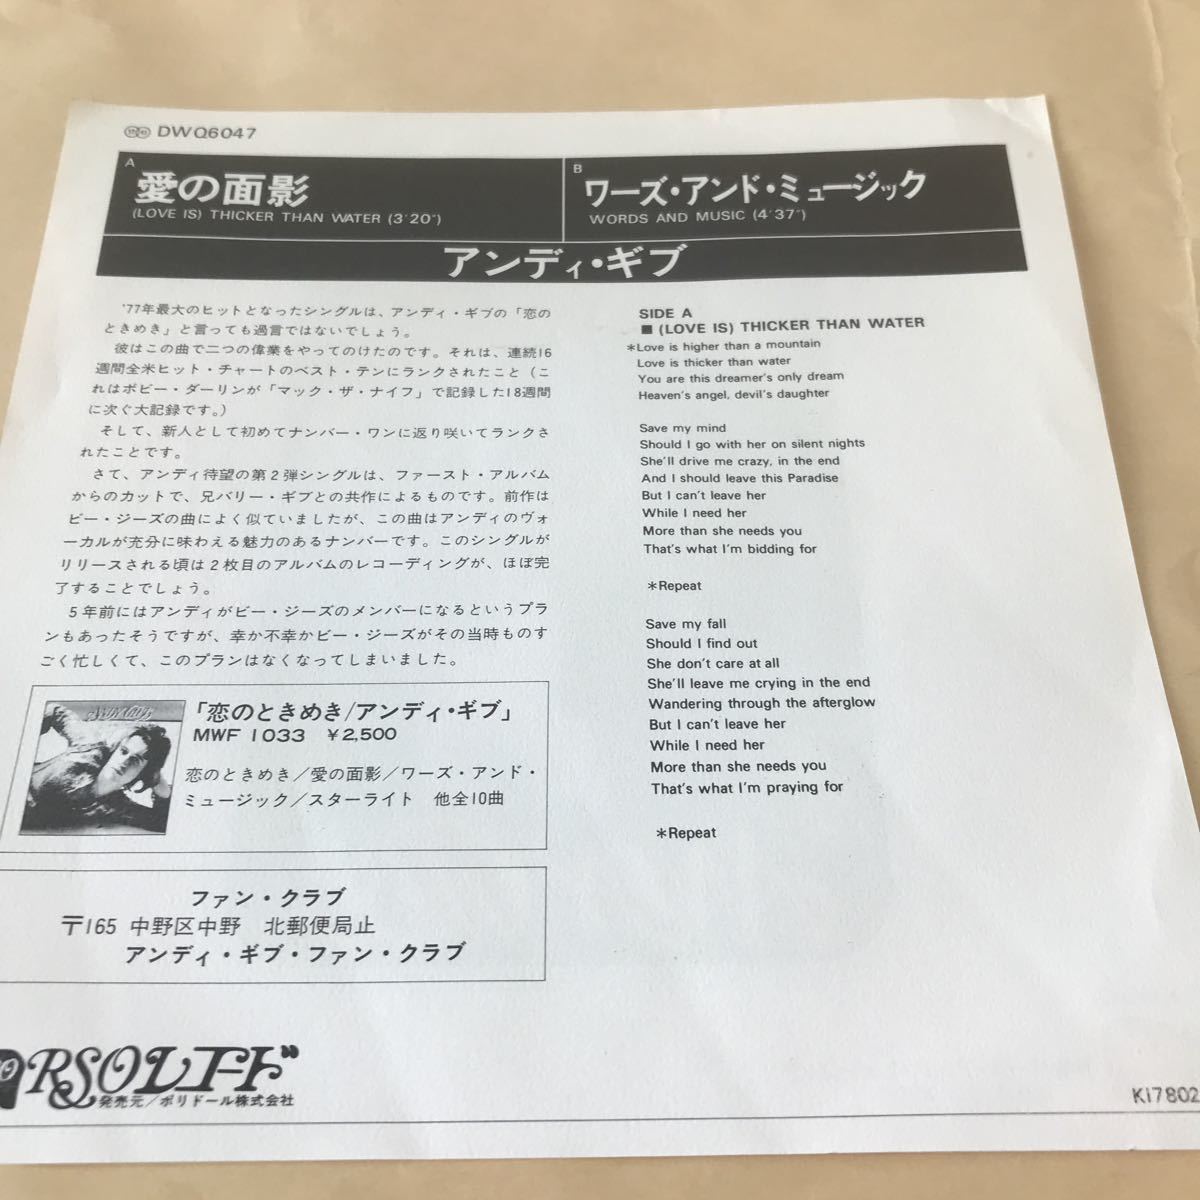 DWQ6047
A
愛の面影
(LOVE IS) THICKER THAN WATER (3'20")
B
ワーズ・アンド・ミュージック
WORDS AND MUSIC (4'37")
アンディ・ギブ
'77年最大のヒットとなったシングルは、アンディ・ギブの「恋の
ときめき」と言っても過言ではないでしょう。
彼はこの曲で二つの偉業をやってのけたのです。それは、連続16
週間全米ヒット・チャートのベスト・テンにランクされたこと(こ
れはボビー・ダーリンが「マック・ザ・ナイフ」で記録した18週間
に次ぐ大記録です。)
そして、新人として初めてナンバー・ワンに返り咲いてランクさ
れたことです。
さて、アンディ待望の第2弾シングルは、ファースト・アルバム
からのカットで、兄バリー・ギブとの共作によるものです。前作は
ビー・ジーズの曲によく似ていましたが、この曲はアンディのヴォ
ーカルが充分に味わえる魅力のあるナンバーです。このシングルが
リリースされる頃は2枚目のアルバムのレコーディングが、ほぼ完
了することでしょう。
5年前にはアンディがビー・ジーズのメンバーになるというプラ
ンもあったそうですが、幸か不幸かビー・ジーズがその当時ものす
ごく忙しくて、このプランはなくなってしまいました。
「恋のときめき/アンディ・ギブ」
MWF 1033 ¥2,500
恋のときめき/愛の面影/ワーズ・アンド・
ミュージック/スターライト 他全10曲
ファン・クラブ
〒165 中野区中野 北郵便局止
アンディ・ギブ・ファン・クラブ
RSOレコード
発売元/ポリドール株式会社
SIDE A
■ (LOVE IS) THICKER THAN WATER
*Love is higher than a mountain
Love is thicker than water
You are this dreamer's only dream
Heaven's angel, devil's daughter
Save my mind
Should I go with her on silent nights
She'll drive me crazy, in the end
And I should leave this Paradise
But I can't leave her
While I need her
More than she needs you
That's what I'm bidding for
*Repeat
Save my fall
Should I find out
She don't care at all
She'll leave me crying in the end
Wandering through the afterglow
But I can't leave her
While I need her
More than she needs you
That's what I'm praying for
*Repeat
K17802